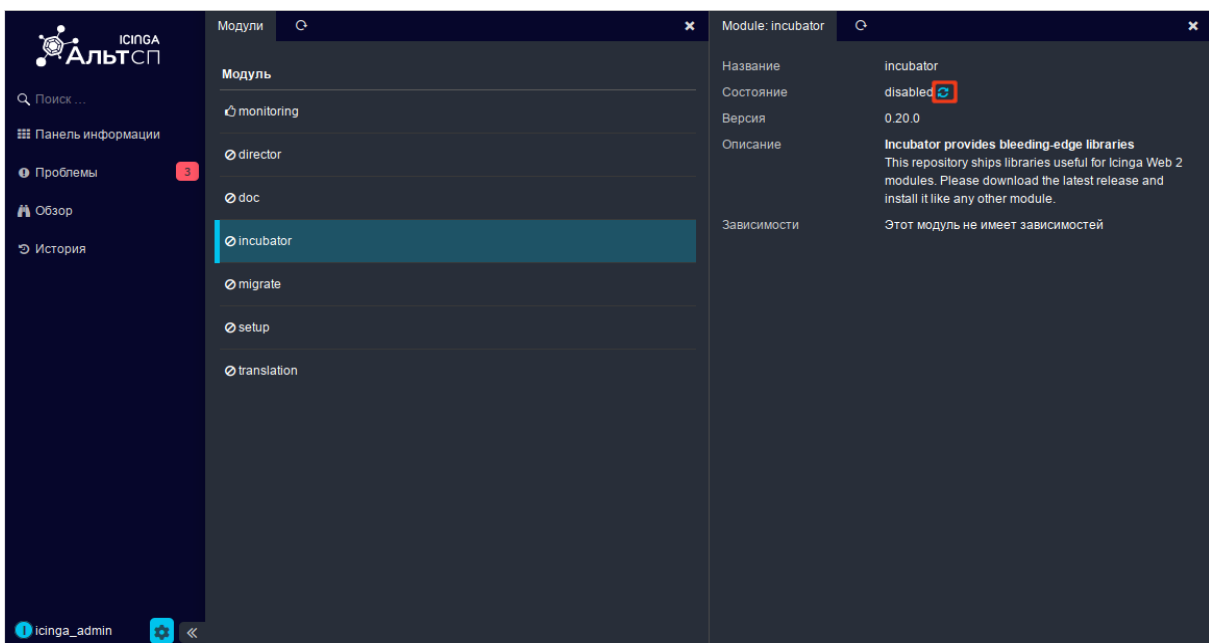 ICINGA
Альт СП
Поиск ...
Панель информации
Проблемы 3
Обзор
История
icinga_admin
Модули
Модуль
monitoring
director
doc
incubator
migrate
setup
translation
Module: incubator
Название incubator
Состояние disabled
Версия 0.20.0
Описание Incubator provides bleeding-edge libraries
This repository ships libraries useful for Icinga Web 2
modules. Please download the latest release and
install it like any other module.
Зависимости Этот модуль не имеет зависимостей